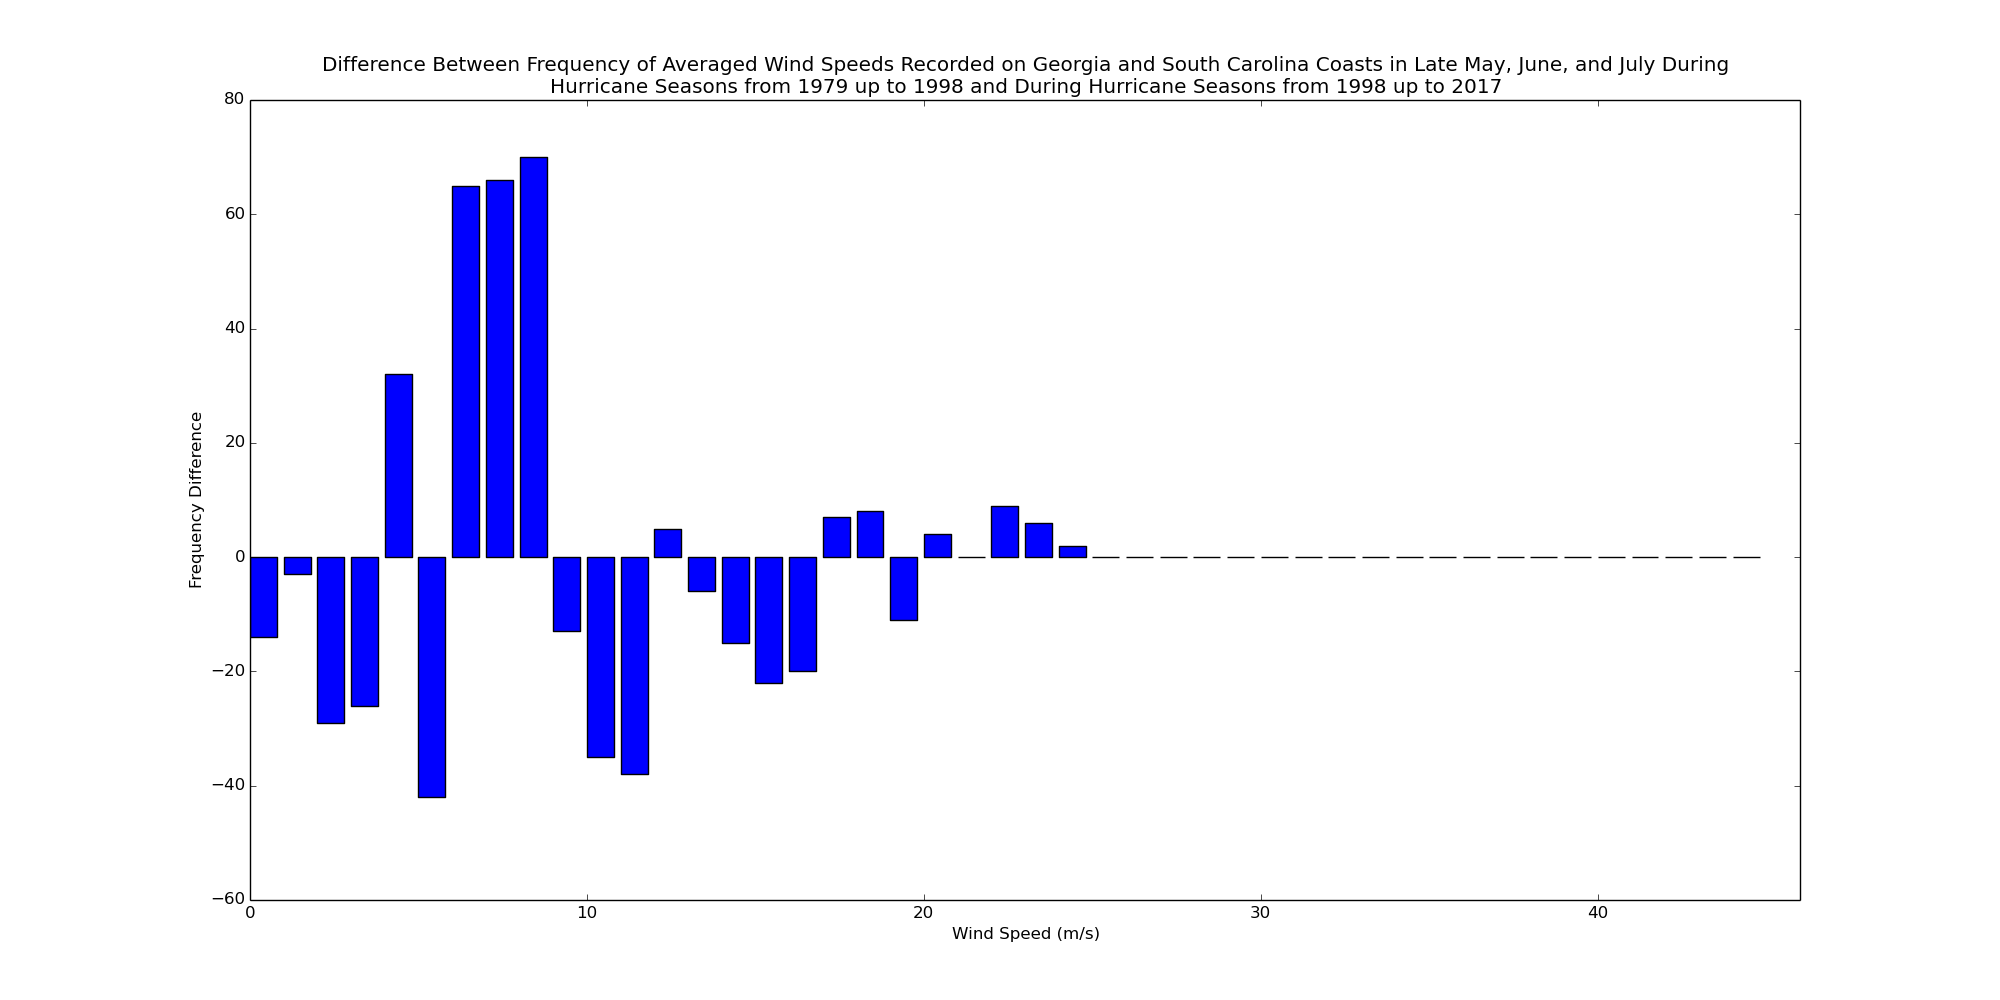 Difference Between Frequency of Averaged Wind Speeds Recorded on Georgia and South Carolina Coasts in Late May, June, and July During
Hurricane Seasons from 1979 up to 1998 and During Hurricane Seasons from 1998 up to 2017
80
60
40
20
0
−20
−40
−60
Frequency Difference
0 10 20 30 40
Wind Speed (m/s)